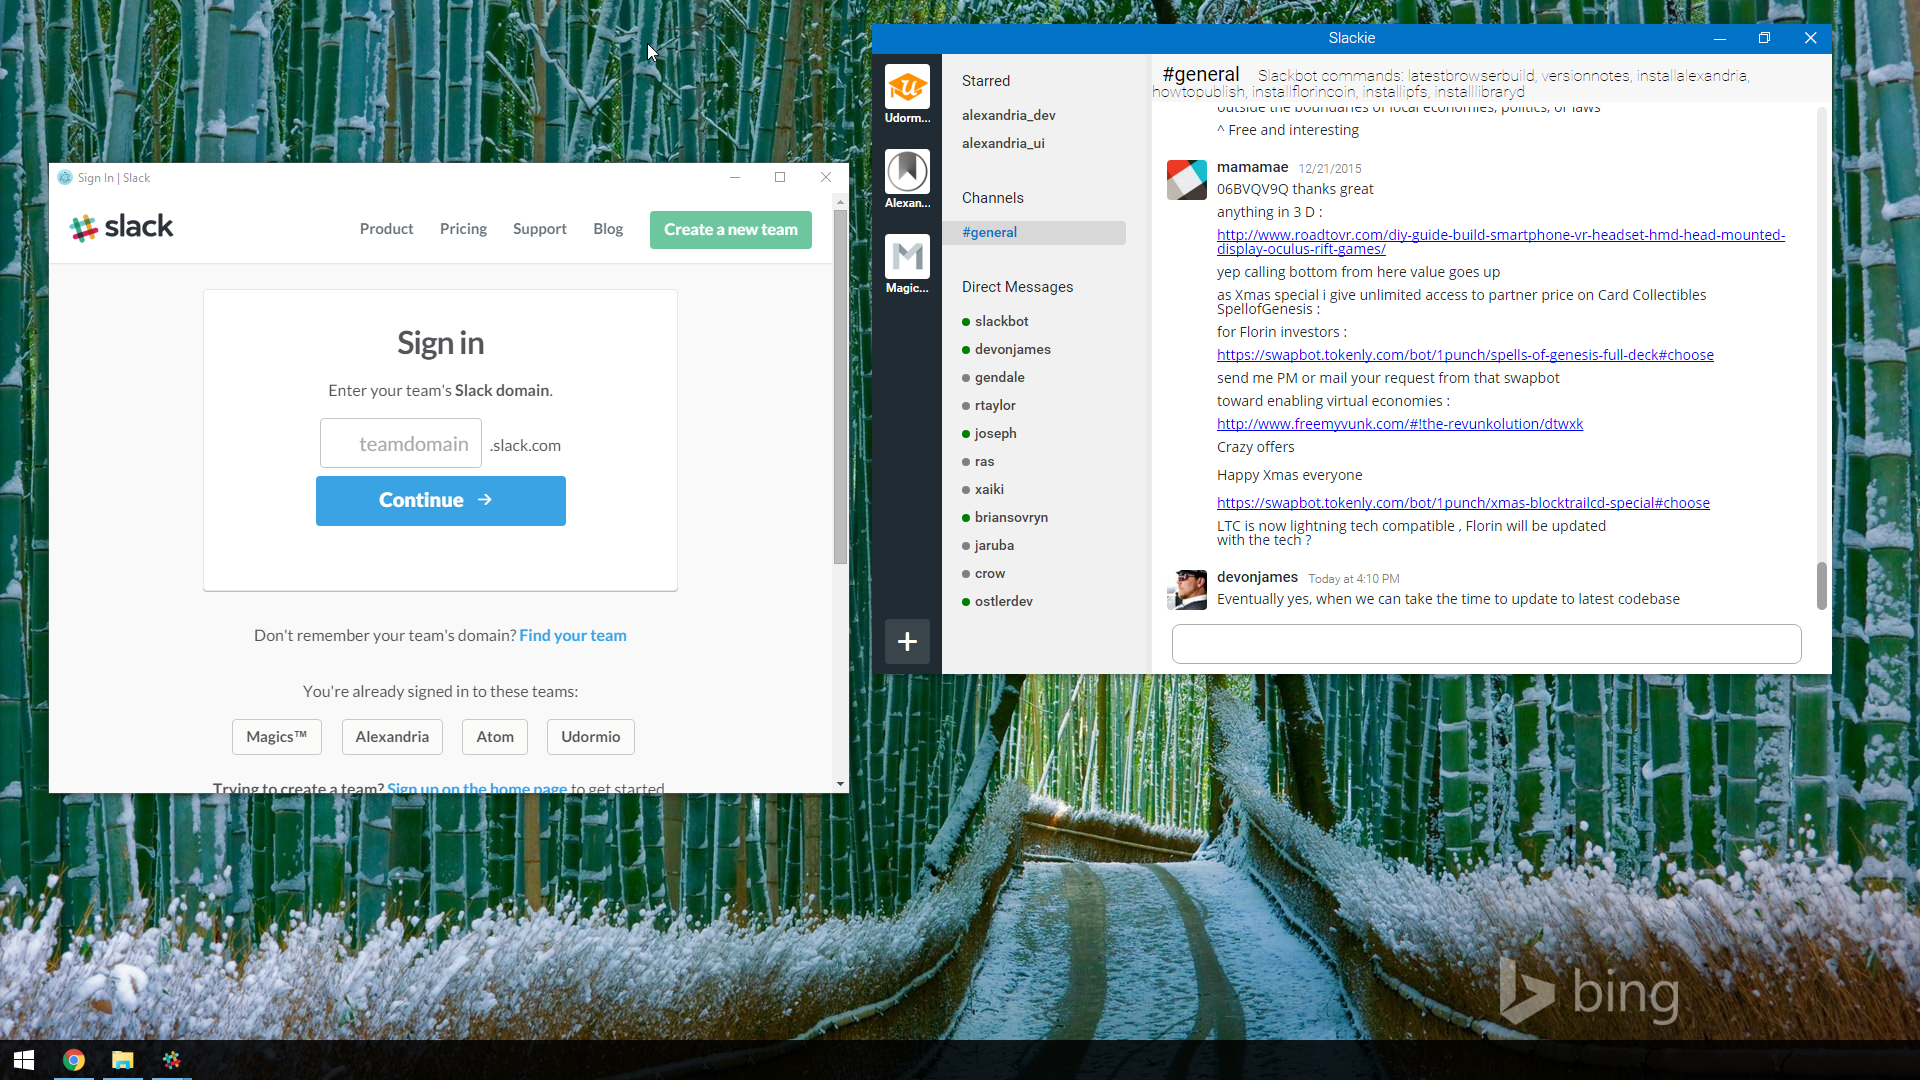 Sign In | Slack
slack
Product
Pricing
Support
Blog
Create a new team
Sign in
Enter your team's Slack domain.
teamdomain
.slack.com
Continue →
Don't remember your team's domain? Find your team
You're already signed in to these teams:
Magics™
Alexandria
Atom
Udormio
Trying to create a team? Sign up on the home page to get started
Slackie
Udorm...
Alexan...
Magic...
+
Starred
alexandria_dev
alexandria_ui
Channels
#general
Direct Messages
slackbot
devonjames
gendale
rtaylor
joseph
ras
xaiki
briansovryn
jaruba
crow
ostlerdev
#general Slackbot commands: latestbrowserbuild, versionnotes, installalexandria,
howtopublish, installflorincoin, installipfs, installlibraryd
outside the boundaries of local economies, politics, or laws
^ Free and interesting
mamamae 12/21/2015
06BVQV9Q thanks great
anything in 3 D :
http://www.roadtovr.com/diy-guide-build-smartphone-vr-headset-hmd-head-mounted-
display-oculus-rift-games/
yep calling bottom from here value goes up
as Xmas special i give unlimited access to partner price on Card Collectibles
SpellofGenesis :
for Florin investors :
https://swapbot.tokenly.com/bot/1punch/spells-of-genesis-full-deck#choose
send me PM or mail your request from that swapbot
toward enabling virtual economies :
http://www.freemyvunk.com/#!the-revunkolution/dtwxk
Crazy offers
Happy Xmas everyone
https://swapbot.tokenly.com/bot/1punch/xmas-blocktrailcd-special#choose
LTC is now lightning tech compatible , Florin will be updated
with the tech ?
devonjames Today at 4:10 PM
Eventually yes, when we can take the time to update to latest codebase
bing